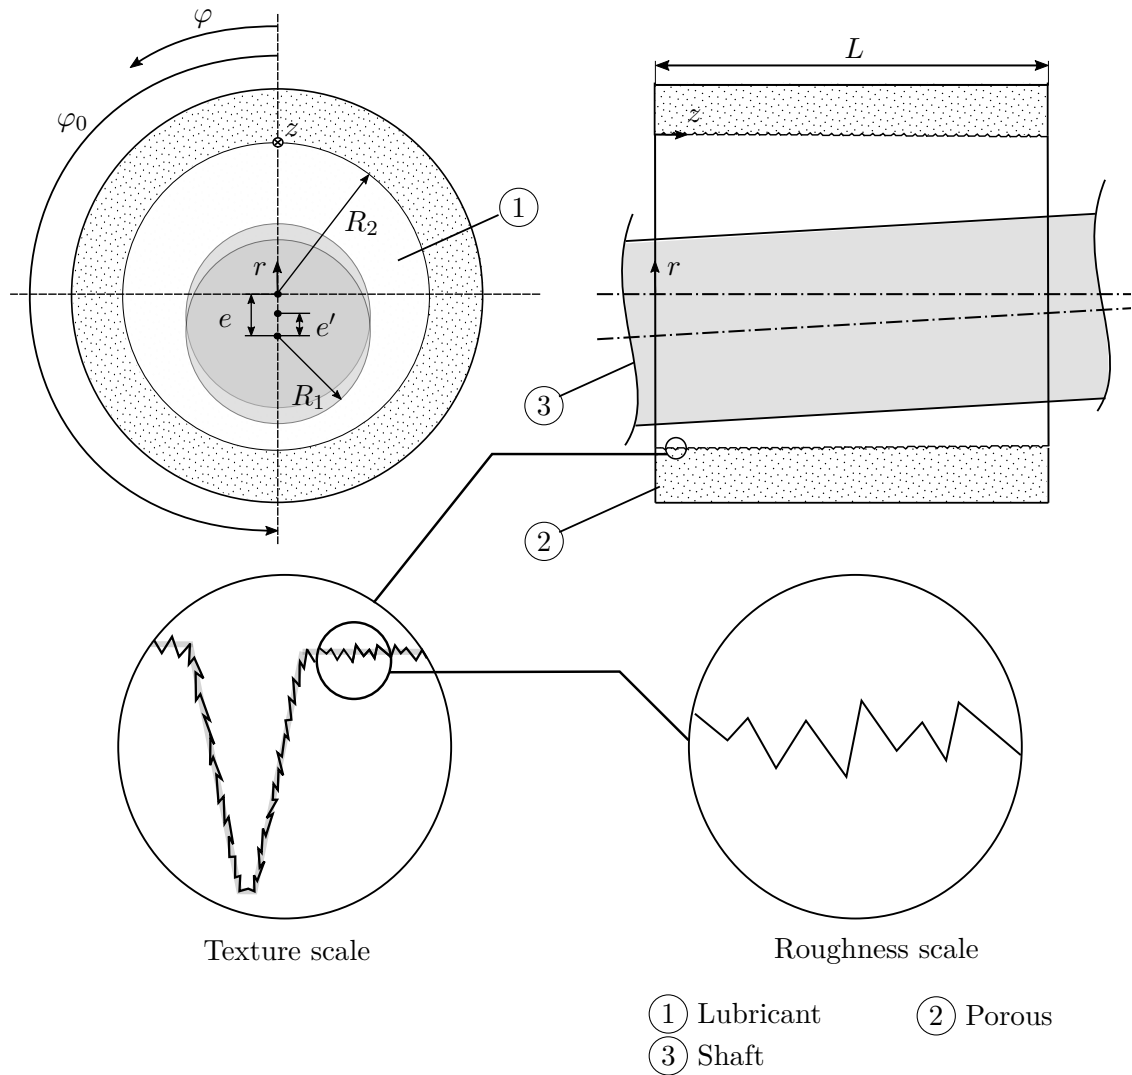 φ
L
φ₀
z
z
1
R₂
r
r
e
e′
R₁
3
2
Texture scale
Roughness scale
1 Lubricant
2 Porous
3 Shaft